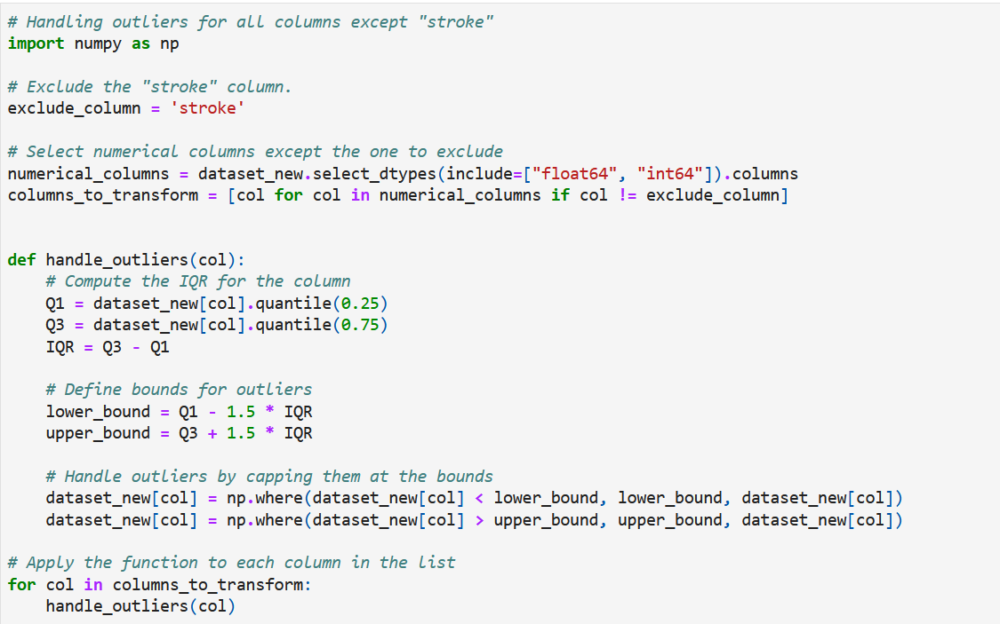 # Handling outliers for all columns except "stroke"
import numpy as np
# Exclude the "stroke" column.
exclude_column = 'stroke'
# Select numerical columns except the one to exclude
numerical_columns = dataset_new.select_dtypes(include=["float64", "int64"]).columns
columns_to_transform = [col for col in numerical_columns if col != exclude_column]
def handle_outliers(col):
    # Compute the IQR for the column
    Q1 = dataset_new[col].quantile(0.25)
    Q3 = dataset_new[col].quantile(0.75)
    IQR = Q3 - Q1
    # Define bounds for outliers
    lower_bound = Q1 - 1.5 * IQR
    upper_bound = Q3 + 1.5 * IQR
    # Handle outliers by capping them at the bounds
    dataset_new[col] = np.where(dataset_new[col] < lower_bound, lower_bound, dataset_new[col])
    dataset_new[col] = np.where(dataset_new[col] > upper_bound, upper_bound, dataset_new[col])
# Apply the function to each column in the list
for col in columns_to_transform:
    handle_outliers(col)